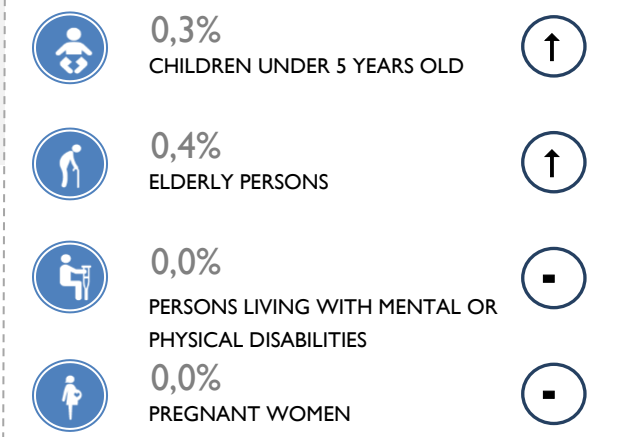 0,3%
CHILDREN UNDER 5 YEARS OLD
0,4%
ELDERLY PERSONS
0,0%
PERSONS LIVING WITH MENTAL OR
PHYSICAL DISABILITIES
0,0%
PREGNANT WOMEN